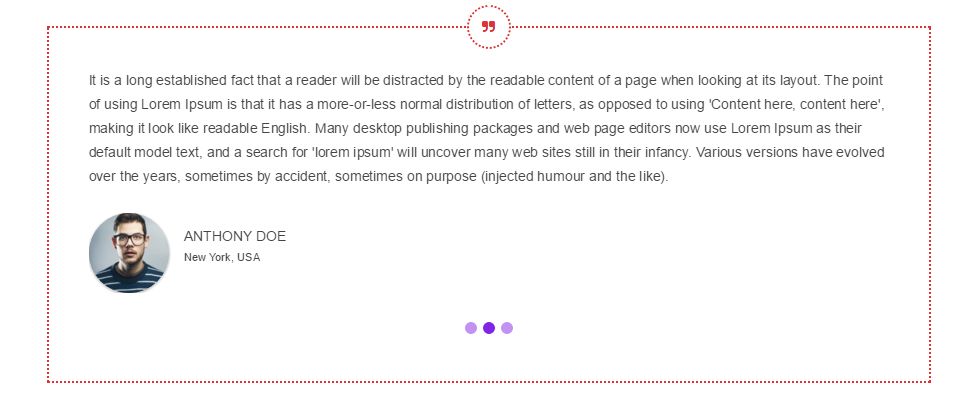 It is a long established fact that a reader will be distracted by the readable content of a page when looking at its layout. The point
of using Lorem Ipsum is that it has a more-or-less normal distribution of letters, as opposed to using 'Content here, content here',
making it look like readable English. Many desktop publishing packages and web page editors now use Lorem Ipsum as their
default model text, and a search for 'lorem ipsum' will uncover many web sites still in their infancy. Various versions have evolved
over the years, sometimes by accident, sometimes on purpose (injected humour and the like).
ANTHONY DOE
New York, USA